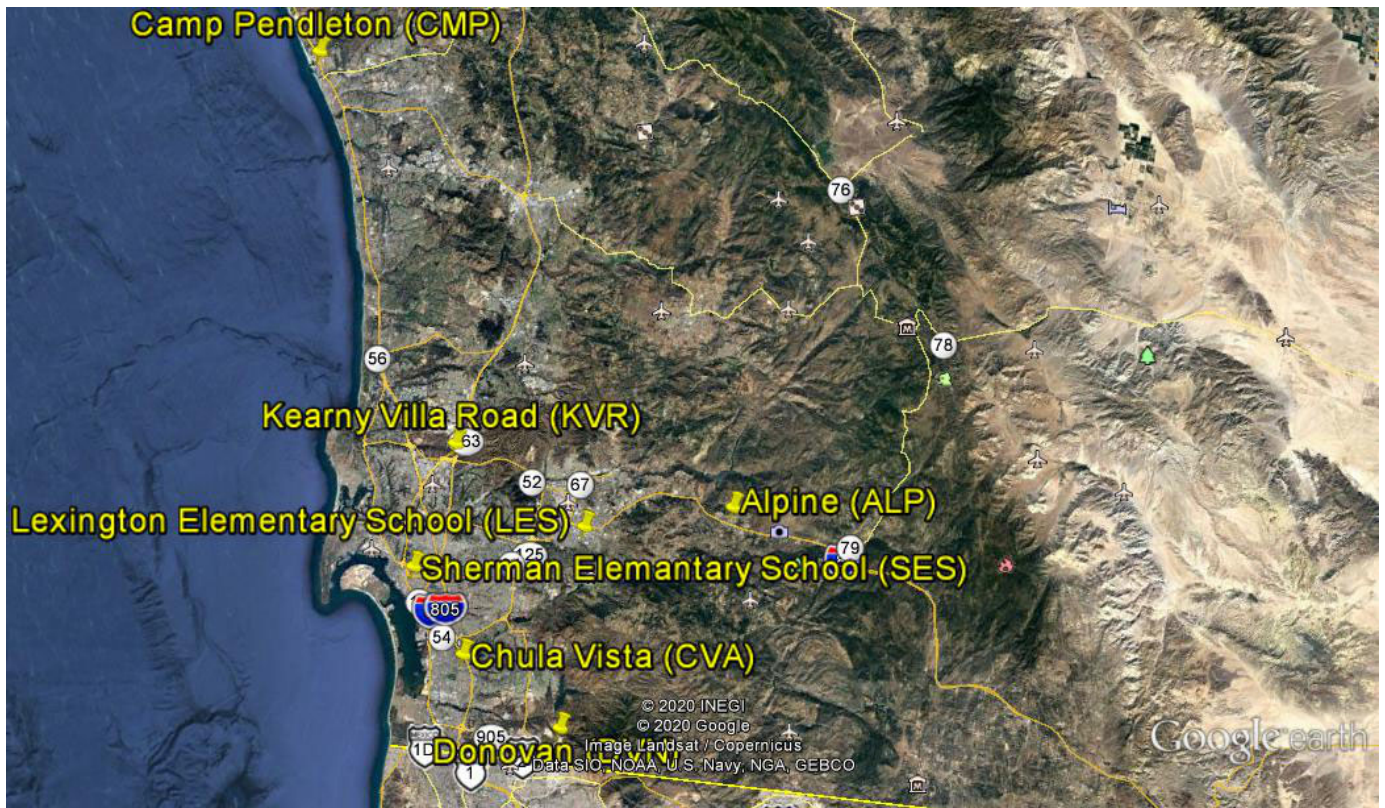 Camp Pendleton (CMP)
76
78
56
Kearny Villa Road (KVR)
63
52
67
Alpine (ALP)
Lexington Elementary School (LES)
125
79
Sherman Elemantary School (SES)
805
54
Chula Vista (CVA)
© 2020 INEGI
© 2020 Google
Image Landsat / Copernicus
Data SIO, NOAA, U.S. Navy, NGA, GEBCO
Google earth
905
1D
Donovan
1